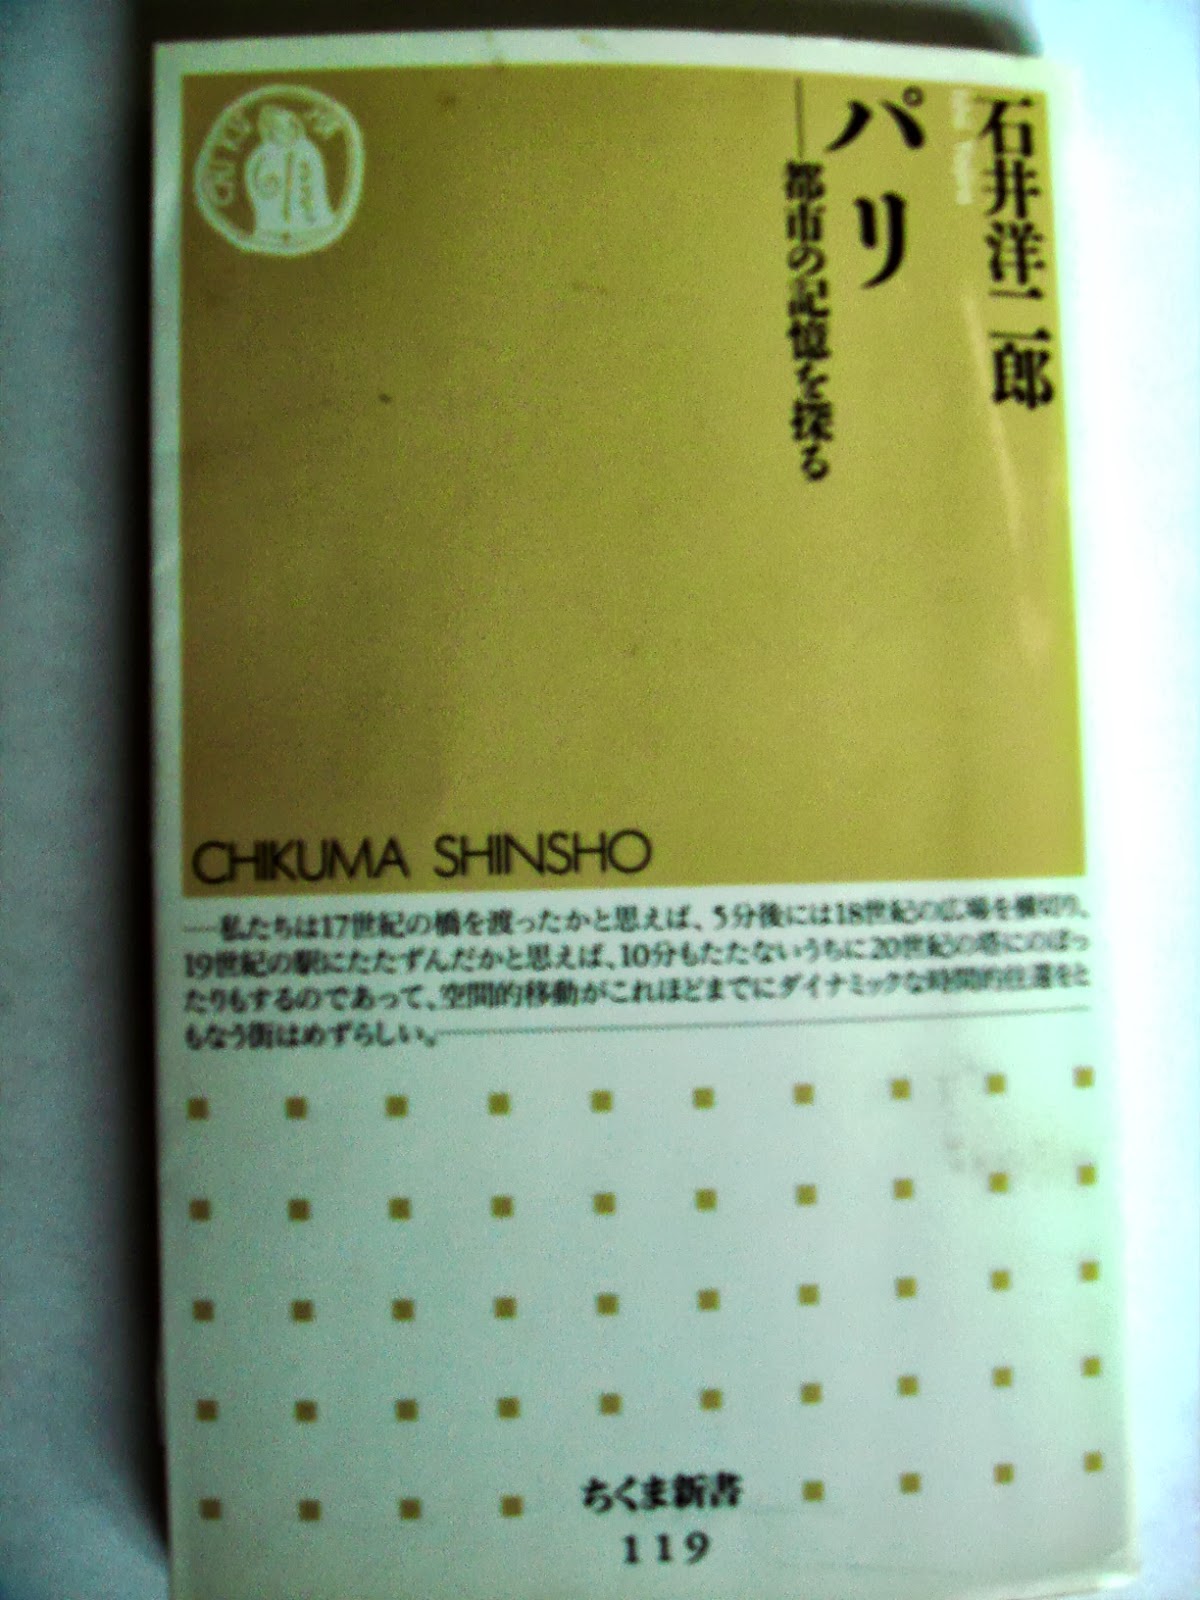 石井洋二郎
パリ
──都市の記憶を探る
CHIKUMA SHINSHO
──私たちは17世紀の橋を渡ったかと思えば、5分後には18世紀の広場を横切り、
19世紀の駅にたたずんだかと思えば、10分もたたないうちに20世紀の塔にのぼっ
たりもするのであって、空間的移動がこれほどまでにダイナミックな時間的往還をと
もなう街はめずらしい。──
ちくま新書
119